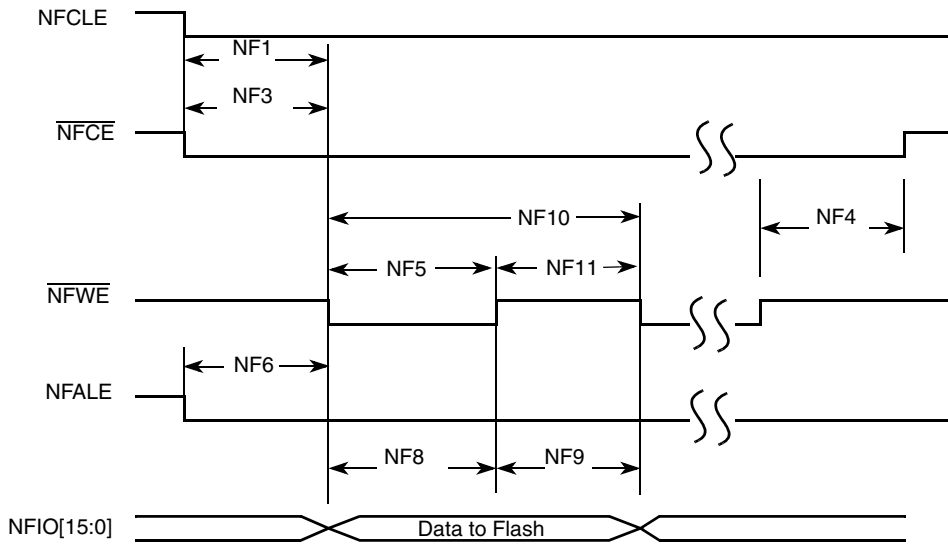 NFCLE
NF1
NF3
NFCE
NF10
NF4
NF5
NF11
NFWE
NF6
NFALE
NF8
NF9
NFIO[15:0]
Data to Flash